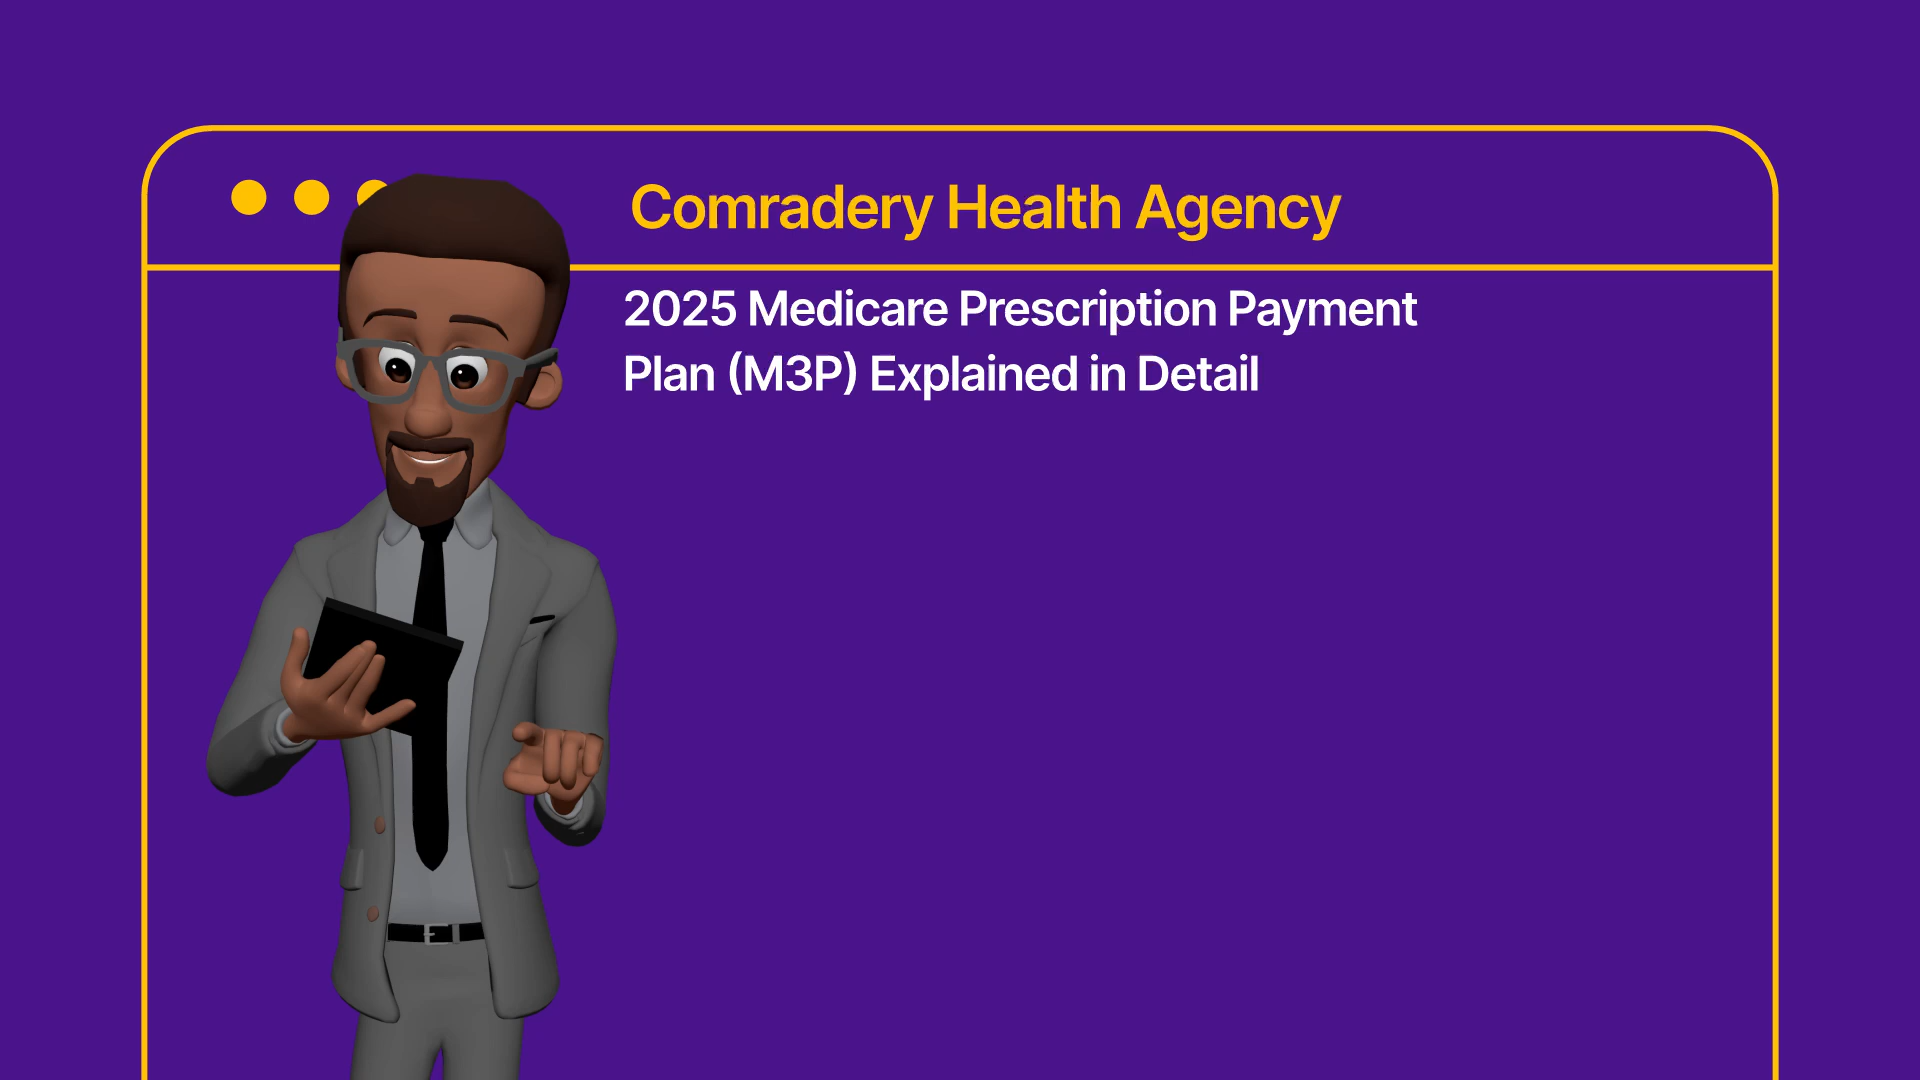 Comradery Health Agency
2025 Medicare Prescription Payment
Plan (M3P) Explained in Detail